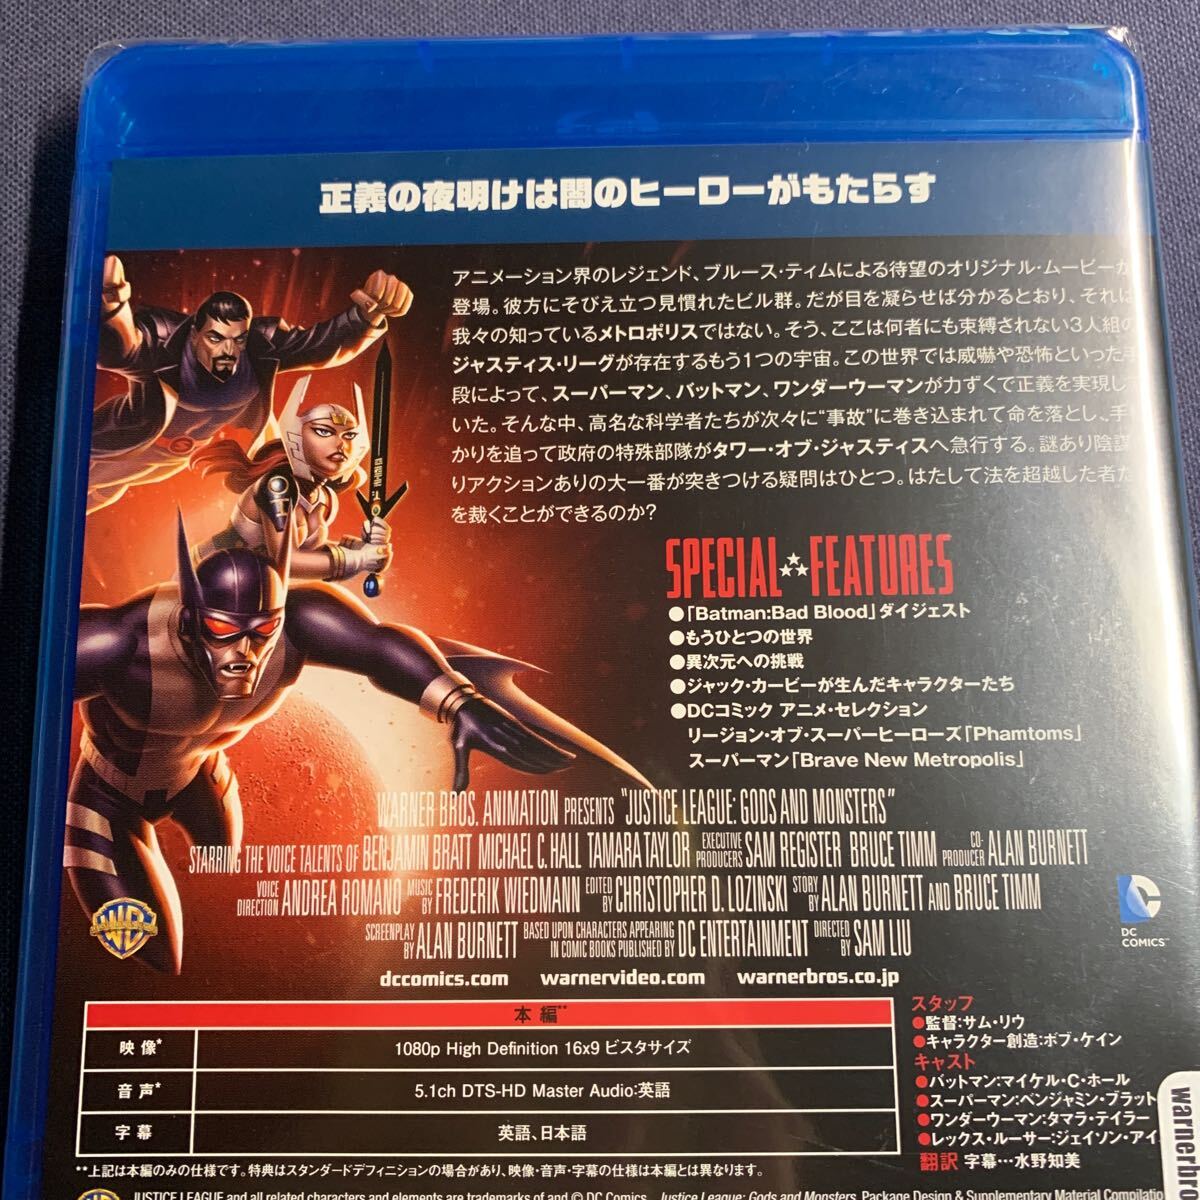 正義の夜明けは闇のヒーローがもたらす
アニメーション界のレジェンド、ブルース・ティムによる待望のオリジナル・ムービーが
登場。彼方にそびえ立つ見慣れたビル群。だが目を凝らせば分かるとおり、それは
我々の知っているメトロポリスではない。そう、ここは何者にも束縛されない3人組の
ジャスティス・リーグが存在するもう1つの宇宙。この世界では威嚇や恐怖といった手
段によって、スーパーマン、バットマン、ワンダーウーマンが力ずくで正義を実現して
いた。そんな中、高名な科学者たちが次々に“事故”に巻き込まれて命を落とし、手
かりを追って政府の特殊部隊がタワー・オブ・ジャスティスへ急行する。謎あり陰謀
りアクションありの大一番が突きつける疑問はひとつ。はたして法を超越した者た
を裁くことができるのか?
SPECIAL FEATURES
●「Batman:Bad Blood」ダイジェスト
●もうひとつの世界
●異次元への挑戦
●ジャック・カービーが生んだキャラクターたち
●DCコミック アニメ・セレクション
リージョン・オブ・スーパーヒーローズ「Phamtoms」
スーパーマン「Brave New Metropolis」
WARNER BROS. ANIMATION PRESENTS "JUSTICE LEAGUE: GODS AND MONSTERS"
STARRING THE VOICE TALENTS OF BENJAMIN BRATT MICHAEL C. HALL TAMARA TAYLOR EXECUTIVE PRODUCERS SAM REGISTER BRUCE TIMM CO-PRODUCER ALAN BURNETT
VOICE DIRECTION ANDREA ROMANO MUSIC BY FREDERIK WIEDMANN EDITED BY CHRISTOPHER D. LOZINSKI STORY BY ALAN BURNETT AND BRUCE TIMM
SCREENPLAY BY ALAN BURNETT BASED UPON CHARACTERS APPEARING IN COMIC BOOKS PUBLISHED BY DC ENTERTAINMENT DIRECTED BY SAM LIU
DC
COMICS™
dccomics.com warnervideo.com warnerbros.co.jp
本編**
映像* 1080p High Definition 16x9 ビスタサイズ
音声* 5.1ch DTS-HD Master Audio:英語
字幕 英語、日本語
スタッフ
●監督:サム・リウ
●キャラクター創造:ボブ・ケイン
キャスト
●バットマン:マイケル・C・ホール
●スーパーマン:ベンジャミン・ブラット
●ワンダーウーマン:タマラ・テイラー
●レックス・ルーサー:ジェイソン・アイ
翻訳 字幕…水野知美
warnerbr
**上記は本編のみの仕様です。特典はスタンダードデフィニションの場合があり、映像・音声・字幕の仕様は本編とは異なります。
JUSTICE LEAGUE and all related characters and elements are trademarks of and © DC Comics. Justice League: Gods and Monsters, Package Design & Supplementary Material Compilatio